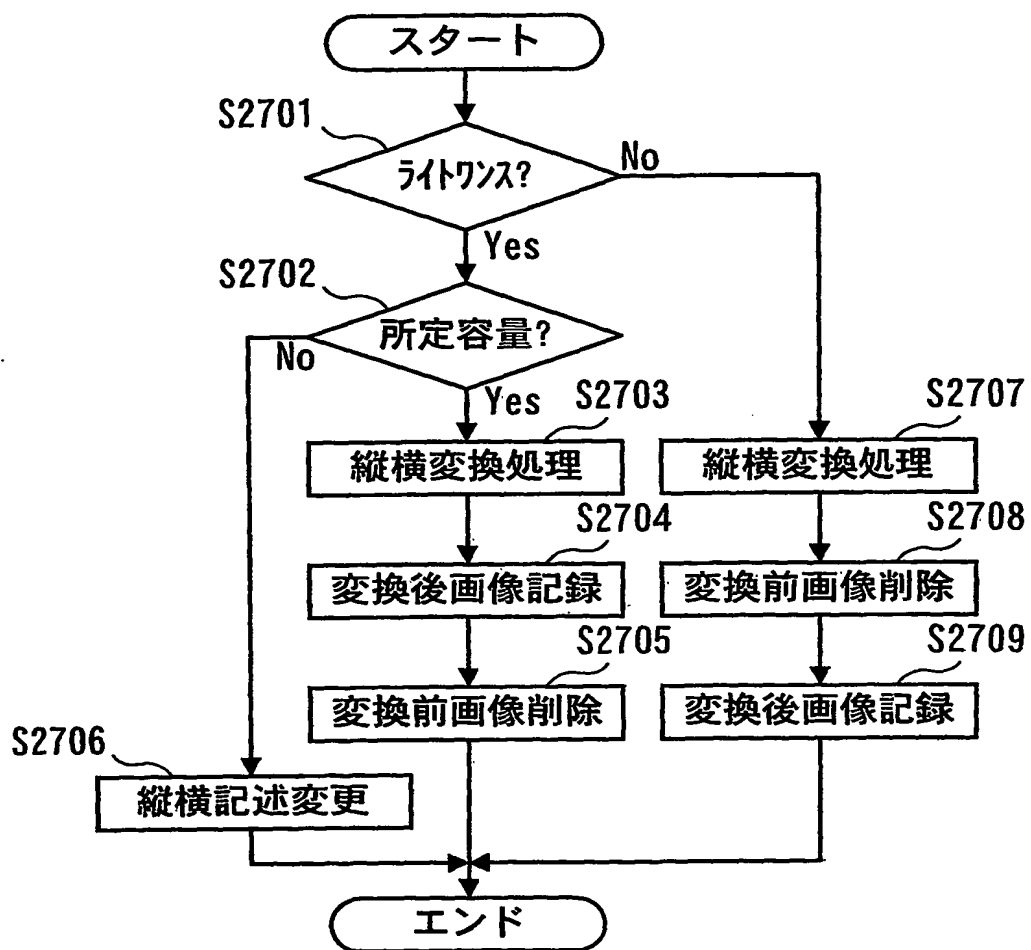 スタート
S2701
ライトワンス?
No
Yes
S2702
所定容量?
No
Yes
S2703
縦横変換処理
S2707
縦横変換処理
S2704
変換後画像記録
S2708
変換前画像削除
S2705
変換前画像削除
S2709
変換後画像記録
S2706
縦横記述変更
エンド